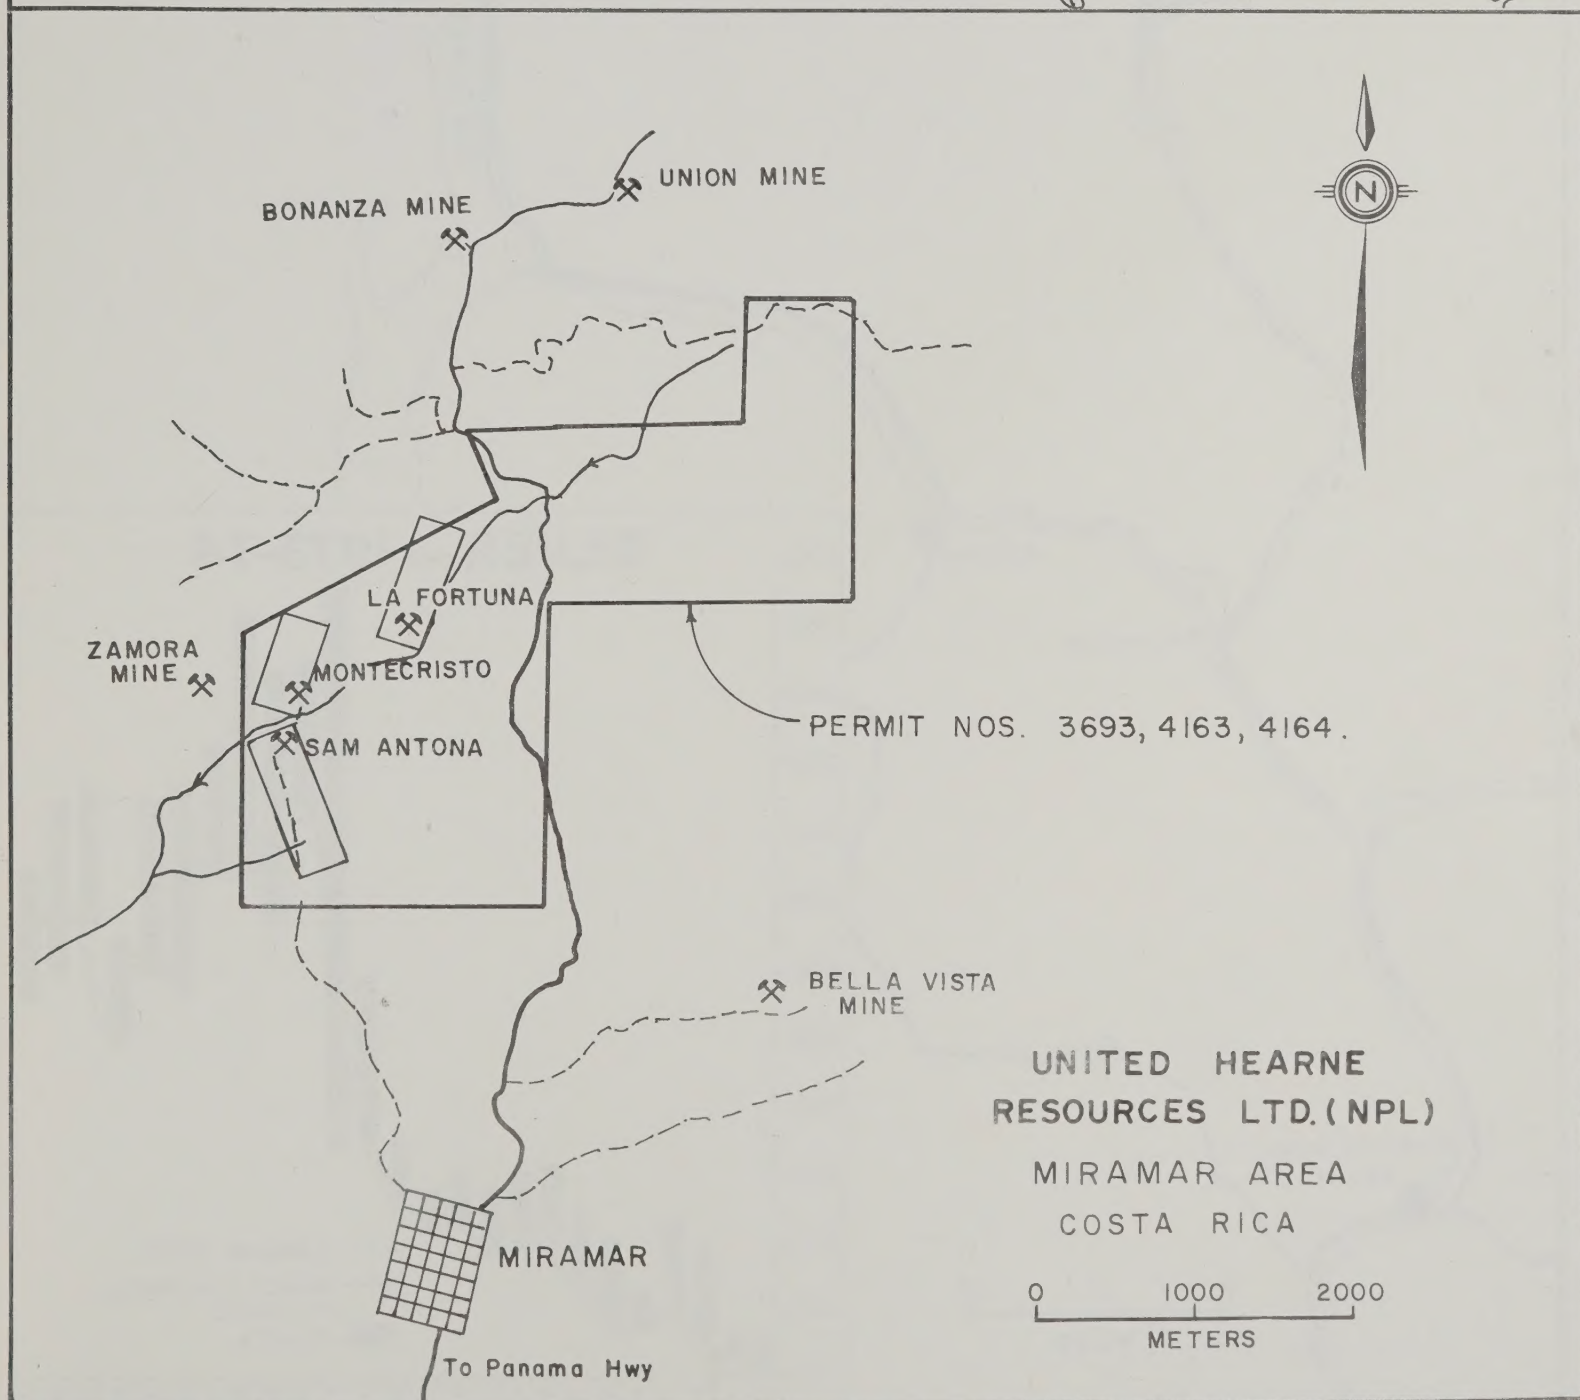 UNION MINE
BONANZA MINE
N
LA FORTUNA
ZAMORA
MINE
MONTECRISTO
SAM ANTONA
PERMIT NOS. 3693, 4163, 4164.
BELLA VISTA
MINE
UNITED HEARNE
RESOURCES LTD. (NPL)
MIRAMAR AREA
COSTA RICA
MIRAMAR
0 1000 2000
METERS
To Panama Hwy